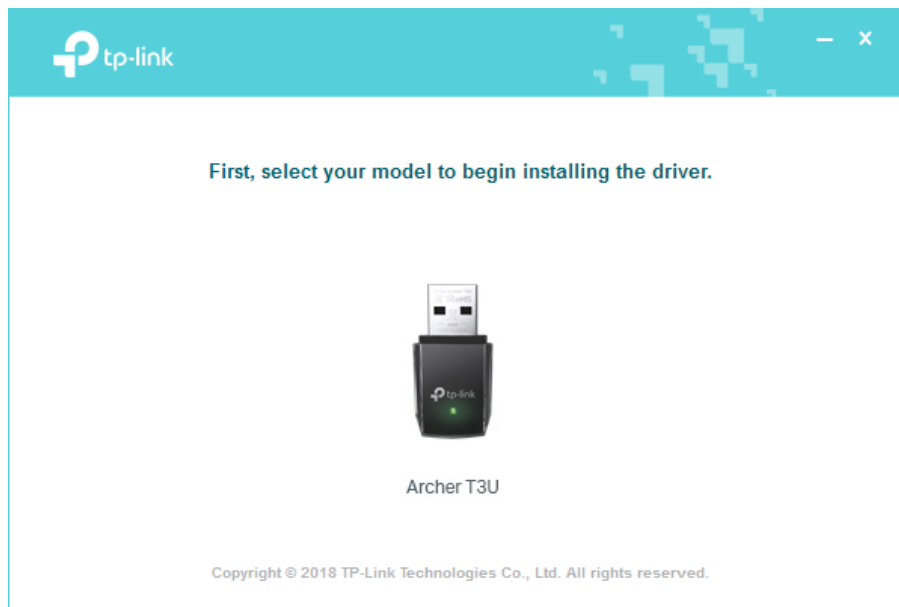 tp-link
First, select your model to begin installing the driver.
tp-link
Archer T3U
Copyright © 2018 TP-Link Technologies Co., Ltd. All rights reserved.